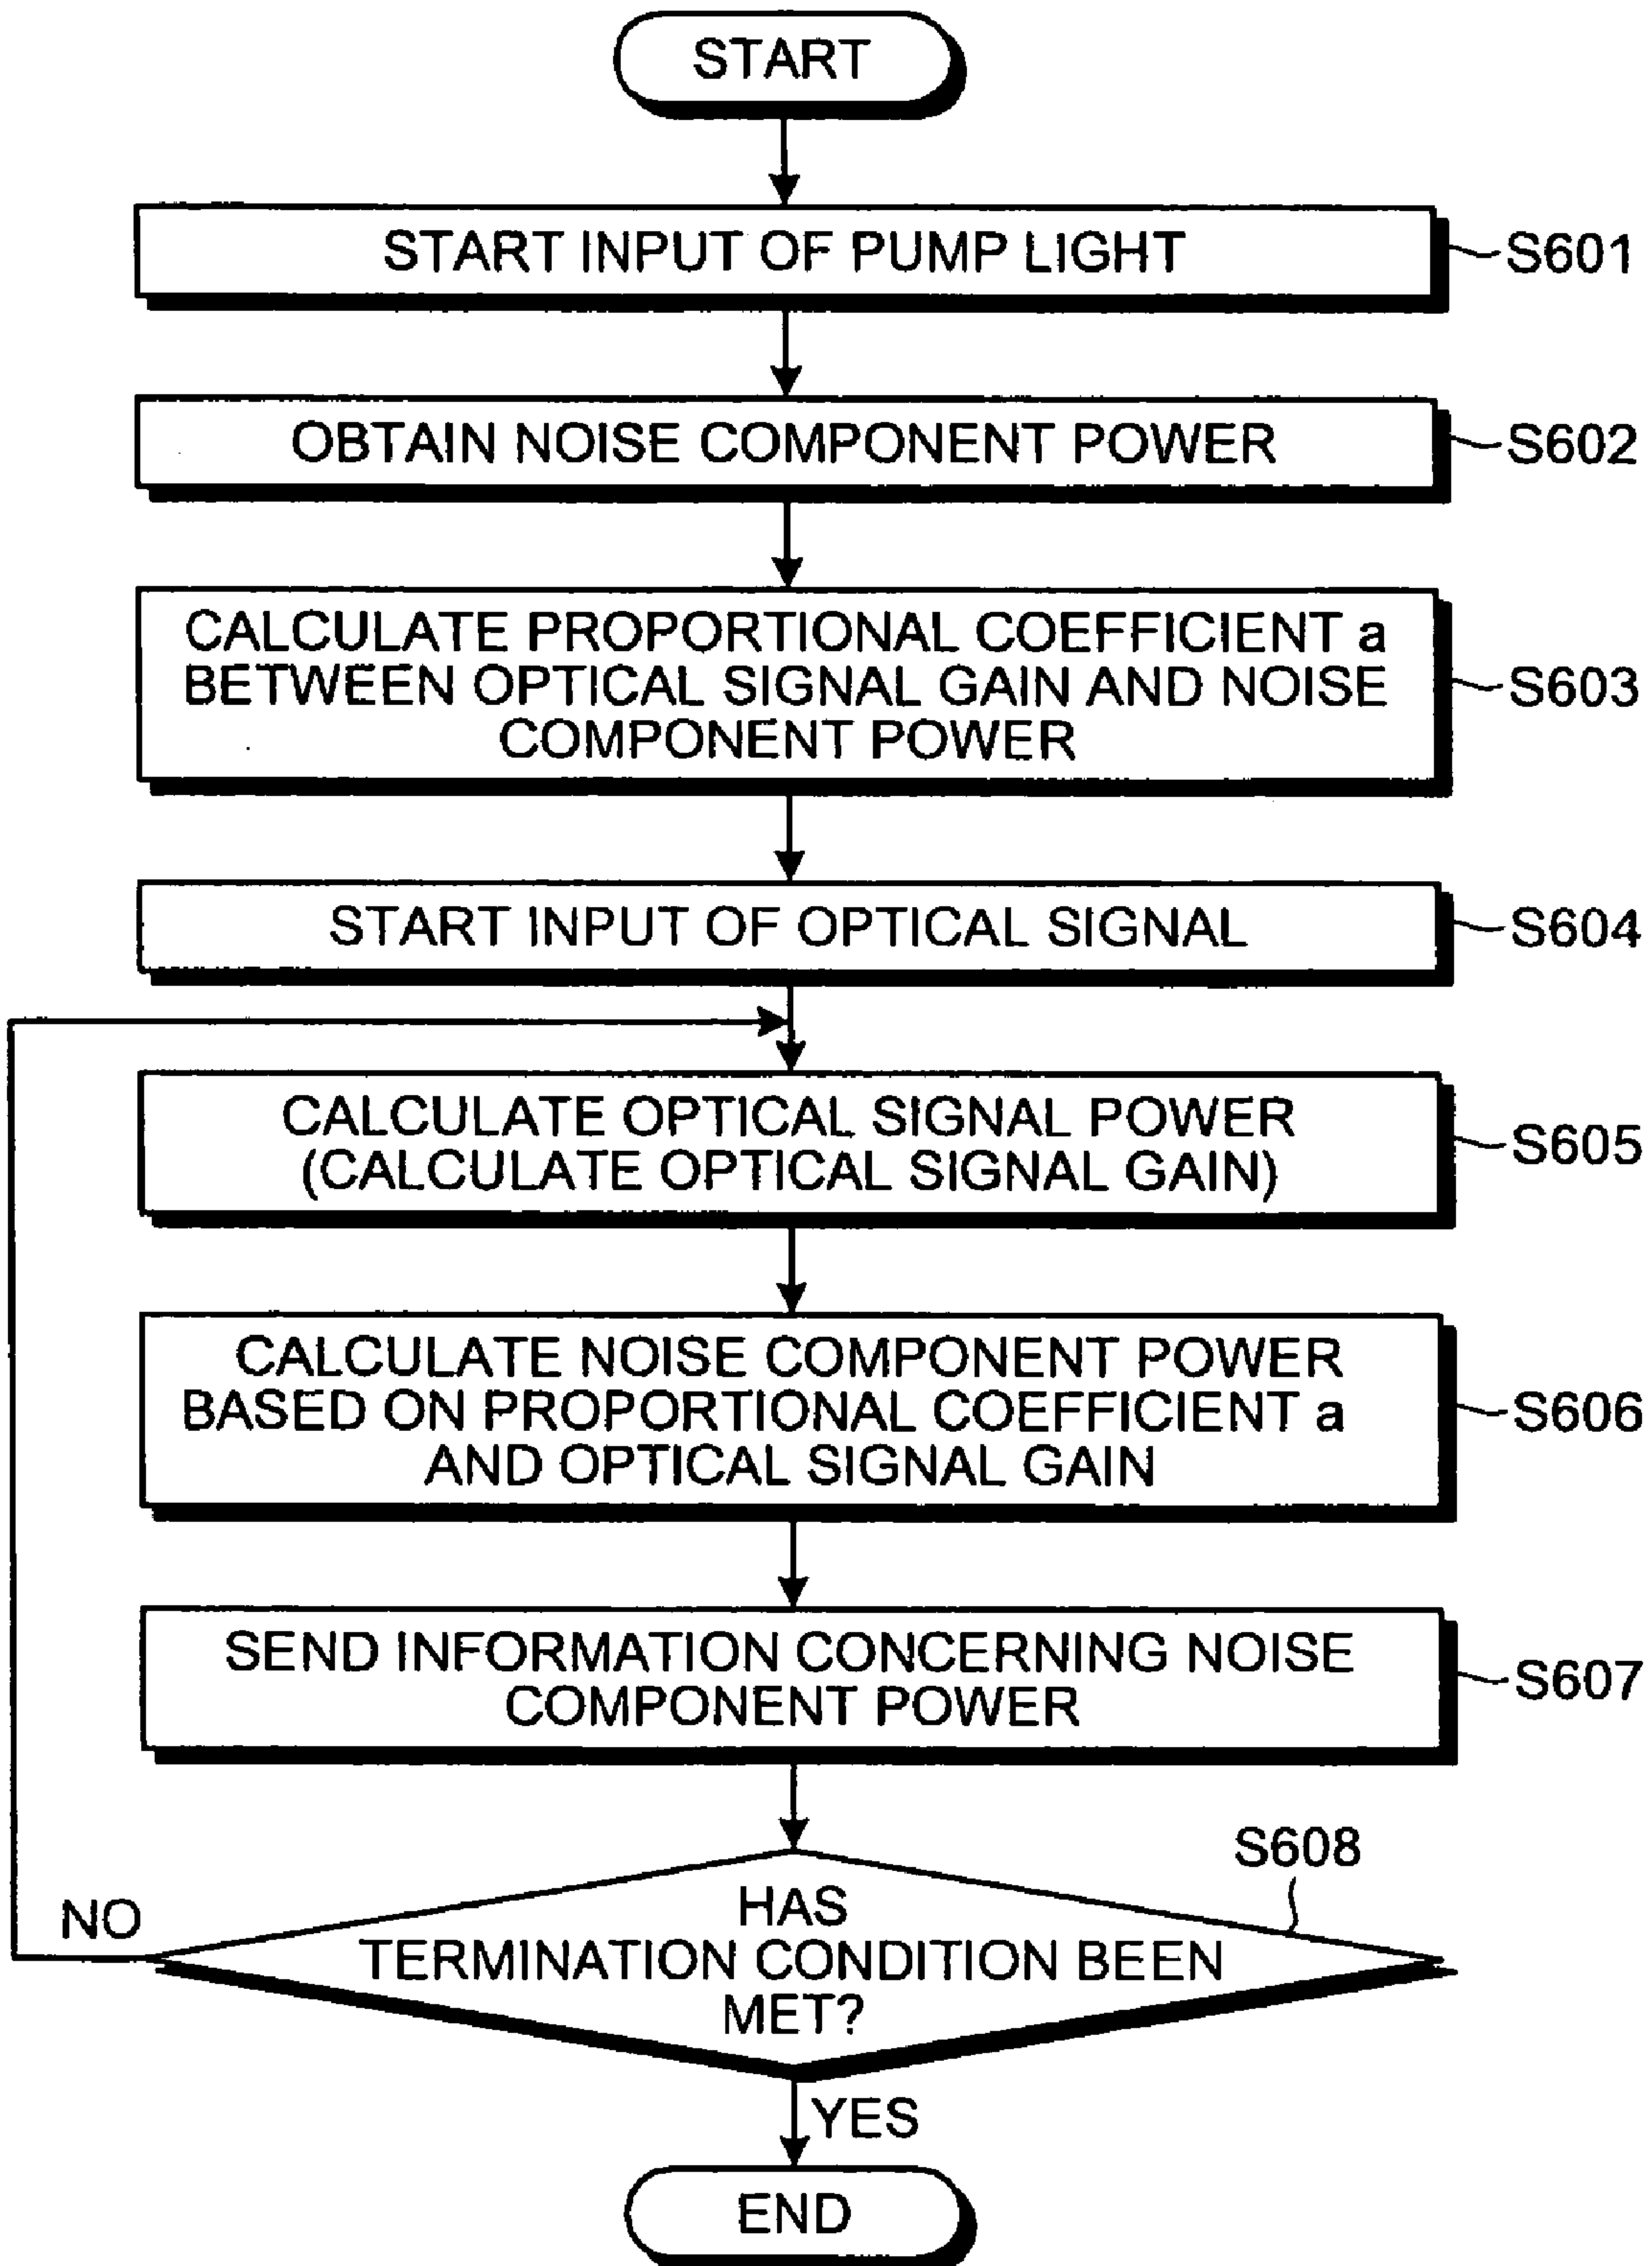 START
START INPUT OF PUMP LIGHT
S601
OBTAIN NOISE COMPONENT POWER
S602
CALCULATE PROPORTIONAL COEFFICIENT a
BETWEEN OPTICAL SIGNAL GAIN AND NOISE
COMPONENT POWER
S603
START INPUT OF OPTICAL SIGNAL
S604
CALCULATE OPTICAL SIGNAL POWER
(CALCULATE OPTICAL SIGNAL GAIN)
S605
CALCULATE NOISE COMPONENT POWER
BASED ON PROPORTIONAL COEFFICIENT a
AND OPTICAL SIGNAL GAIN
S606
SEND INFORMATION CONCERNING NOISE
COMPONENT POWER
S607
S608
HAS
TERMINATION CONDITION BEEN
MET?
NO
YES
END